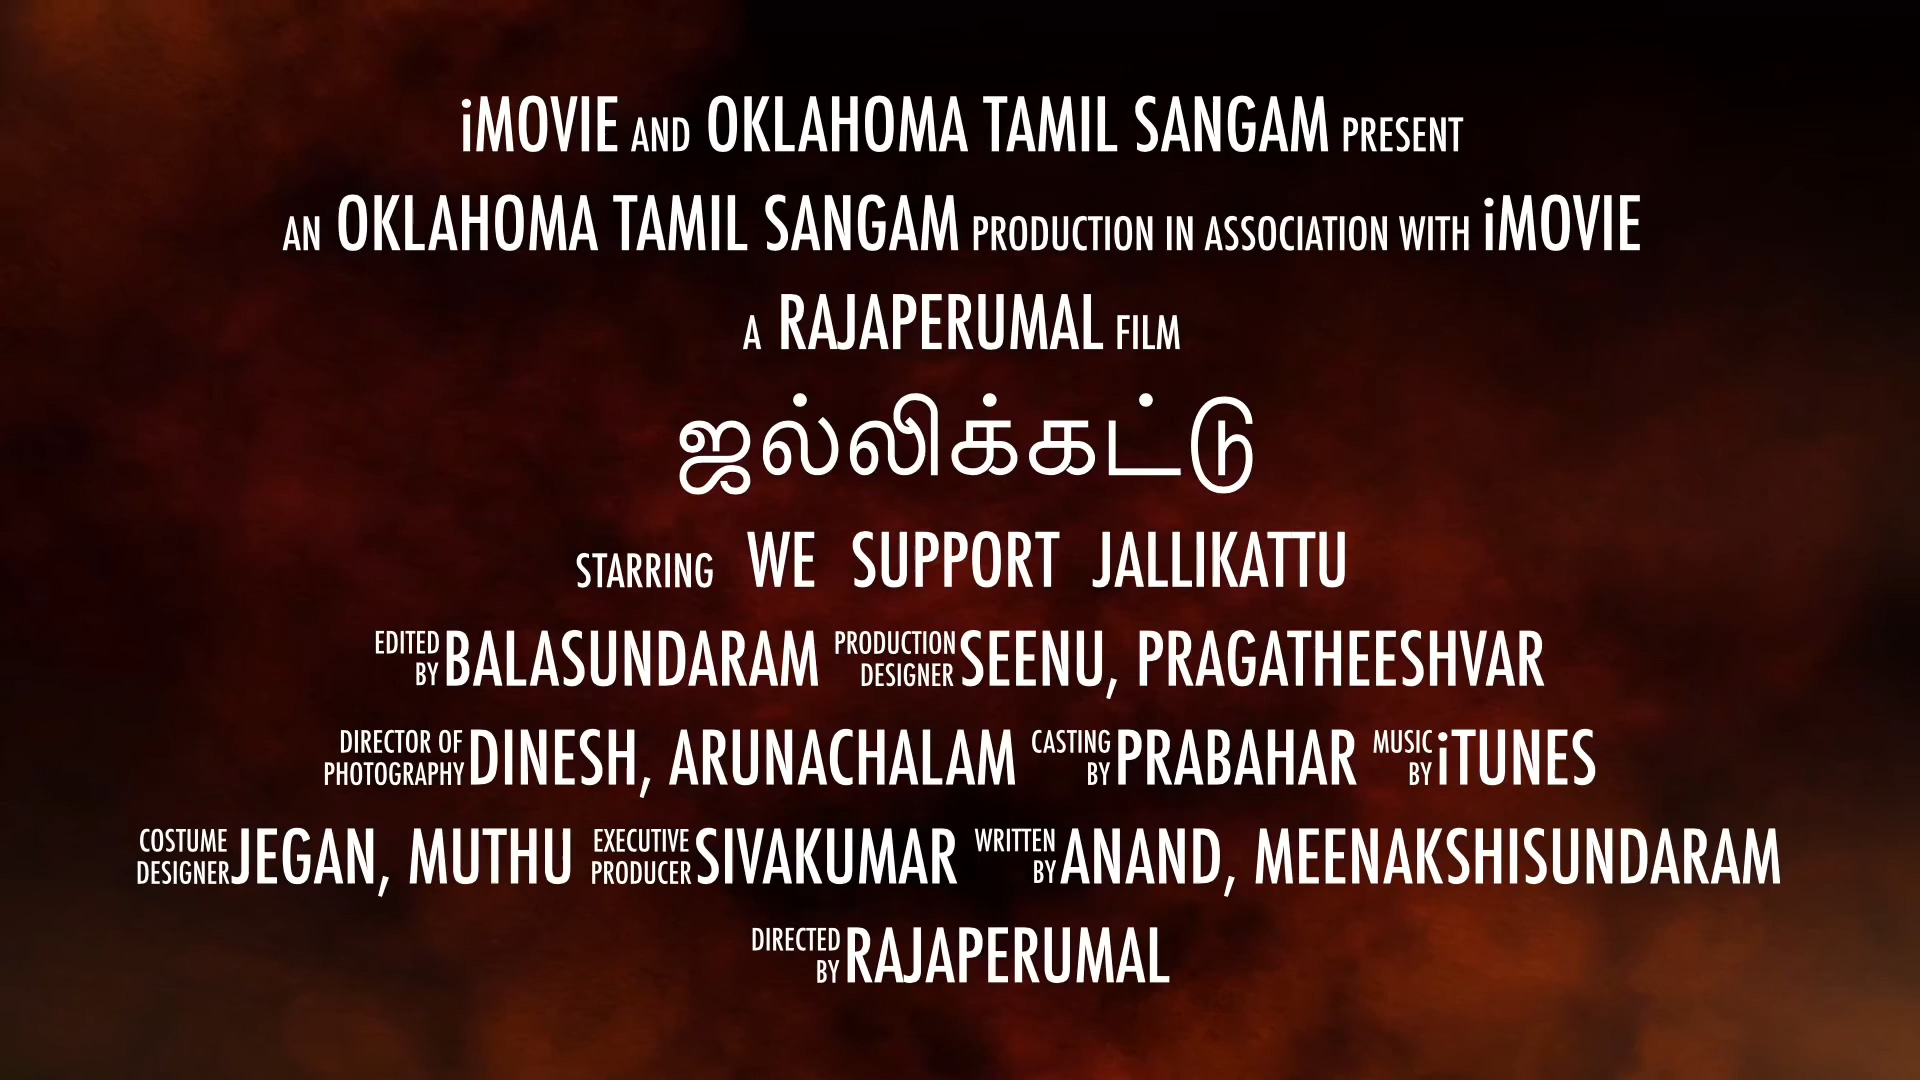 iMOVIE AND OKLAHOMA TAMIL SANGAM PRESENT
AN OKLAHOMA TAMIL SANGAM PRODUCTION IN ASSOCIATION WITH iMOVIE
A RAJAPERUMAL FILM
ஜல்லிக்கட்டு
STARRING WE SUPPORT JALLIKATTU
EDITED BY BALASUNDARAM PRODUCTION DESIGNER SEENU, PRAGATHEESHVAR
DIRECTOR OF PHOTOGRAPHY DINESH, ARUNACHALAM CASTING BY PRABAHAR MUSIC BY iTUNES
COSTUME DESIGNER JEGAN, MUTHU EXECUTIVE PRODUCER SIVAKUMAR WRITTEN BY ANAND, MEENAKSHISUNDARAM
DIRECTED BY RAJAPERUMAL